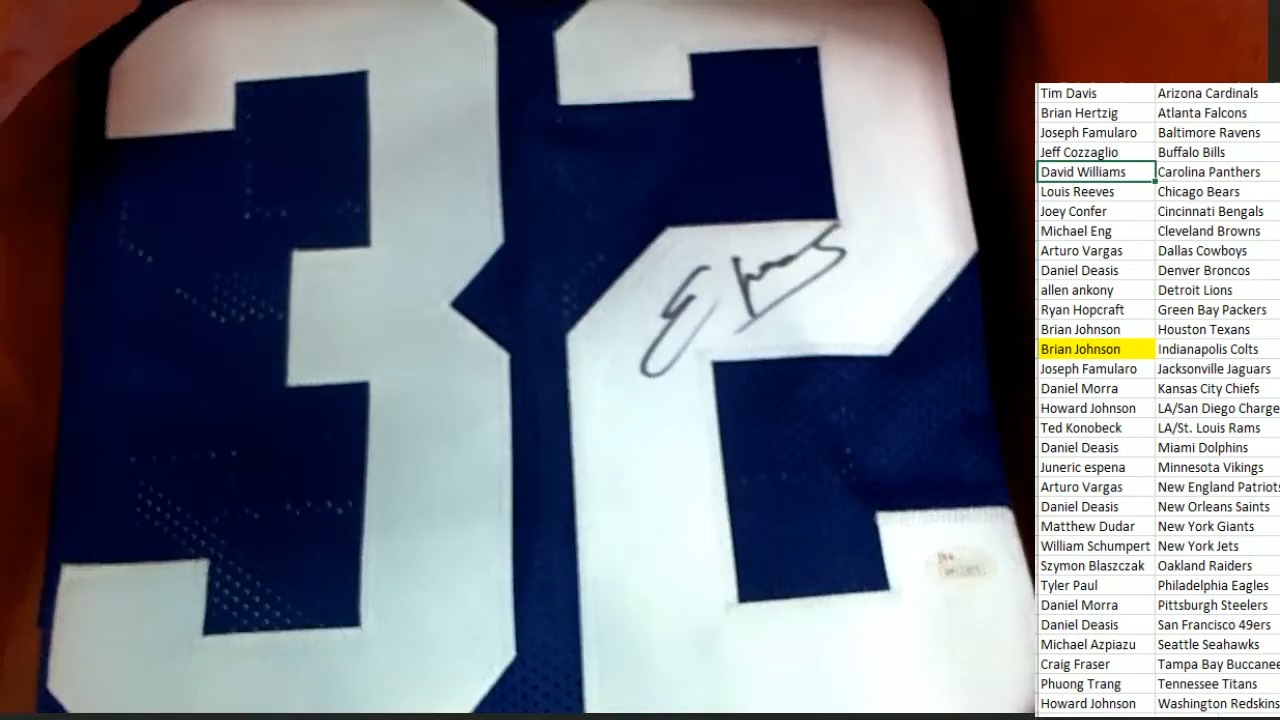 32
Tim Davis Arizona Cardinals
Brian Hertzig Atlanta Falcons
Joseph Famularo Baltimore Ravens
Jeff Cozzaglio Buffalo Bills
David Williams Carolina Panthers
Louis Reeves Chicago Bears
Joey Confer Cincinnati Bengals
Michael Eng Cleveland Browns
Arturo Vargas Dallas Cowboys
Daniel Deasis Denver Broncos
allen ankony Detroit Lions
Ryan Hopcraft Green Bay Packers
Brian Johnson Houston Texans
Brian Johnson Indianapolis Colts
Joseph Famularo Jacksonville Jaguars
Daniel Morra Kansas City Chiefs
Howard Johnson LA/San Diego Charge
Ted Konobeck LA/St. Louis Rams
Daniel Deasis Miami Dolphins
Juneric espena Minnesota Vikings
Arturo Vargas New England Patriots
Daniel Deasis New Orleans Saints
Matthew Dudar New York Giants
William Schumpert New York Jets
Szymon Blaszczak Oakland Raiders
Tyler Paul Philadelphia Eagles
Daniel Morra Pittsburgh Steelers
Daniel Deasis San Francisco 49ers
Michael Azpiazu Seattle Seahawks
Craig Fraser Tampa Bay Buccanee
Phuong Trang Tennessee Titans
Howard Johnson Washington Redskins